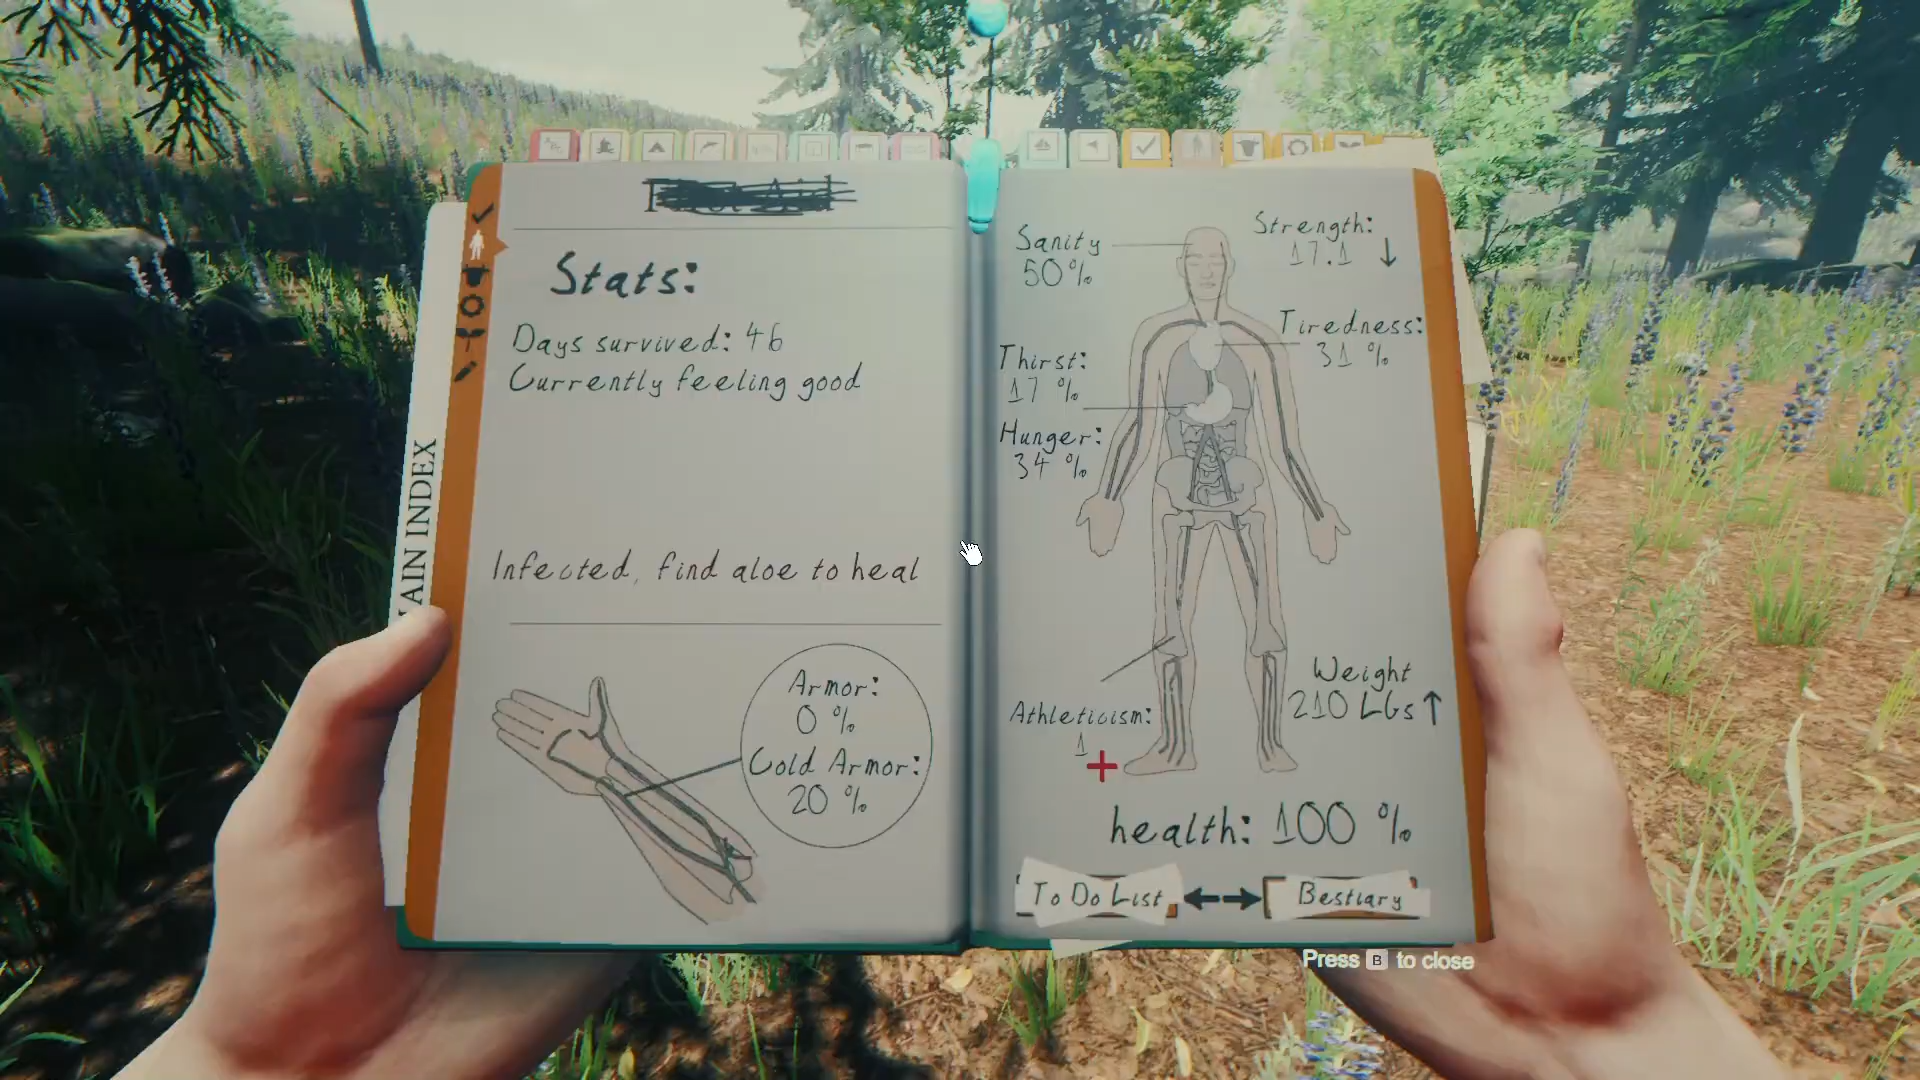 Stats:
Days survived: 46
Currently feeling good
Infected, find aloe to heal
Armor:
0 %
Cold Armor:
20 %
AIN INDEX
Sanity
50 %
Strength:
17.1
Tiredness:
31 %
Thirst:
17 %
Hunger:
34 %
Weight
210 LGs
Athleticism:
1
health: 100 %
To Do List
Bestiary
Press B to close